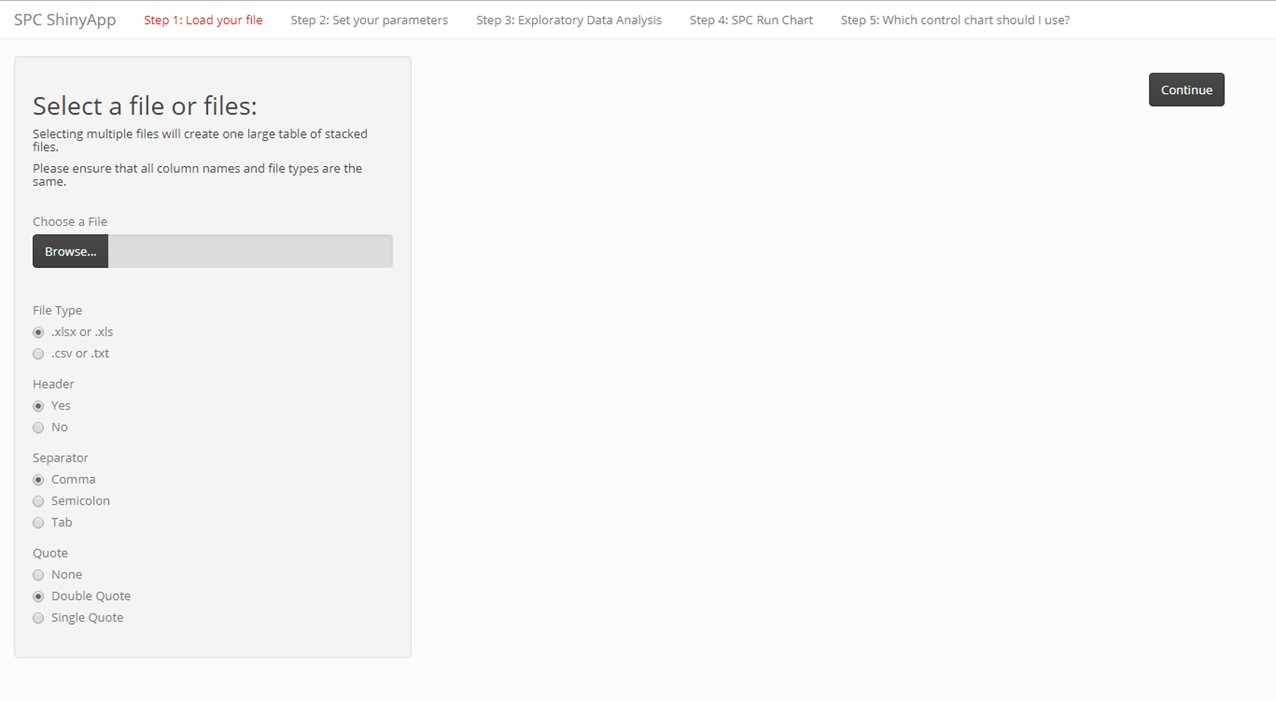 SPC ShinyApp Step 1: Load your file Step 2: Set your parameters Step 3: Exploratory Data Analysis Step 4: SPC Run Chart Step 5: Which control chart should I use?
Continue
Select a file or files:
Selecting multiple files will create one large table of stacked
files.
Please ensure that all column names and file types are the
same.
Choose a File
Browse...
File Type
.xlsx or .xls
.csv or .txt
Header
Yes
No
Separator
Comma
Semicolon
Tab
Quote
None
Double Quote
Single Quote